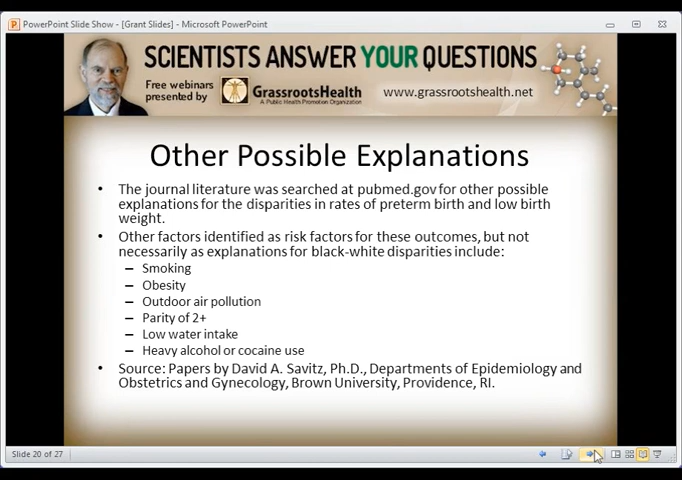 PowerPoint Slide Show - [Grant Slides] - Microsoft PowerPoint
SCIENTISTS ANSWER YOUR QUESTIONS
Free webinars
presented by
GrassrootsHealth
A Public Health Promotion Organization
www.grassrootshealth.net
Other Possible Explanations
• The journal literature was searched at pubmed.gov for other possible
explanations for the disparities in rates of preterm birth and low birth
weight.
• Other factors identified as risk factors for these outcomes, but not
necessarily as explanations for black-white disparities include:
– Smoking
– Obesity
– Outdoor air pollution
– Parity of 2+
– Low water intake
– Heavy alcohol or cocaine use
• Source: Papers by David A. Savitz, Ph.D., Departments of Epidemiology and
Obstetrics and Gynecology, Brown University, Providence, RI.
Slide 20 of 27